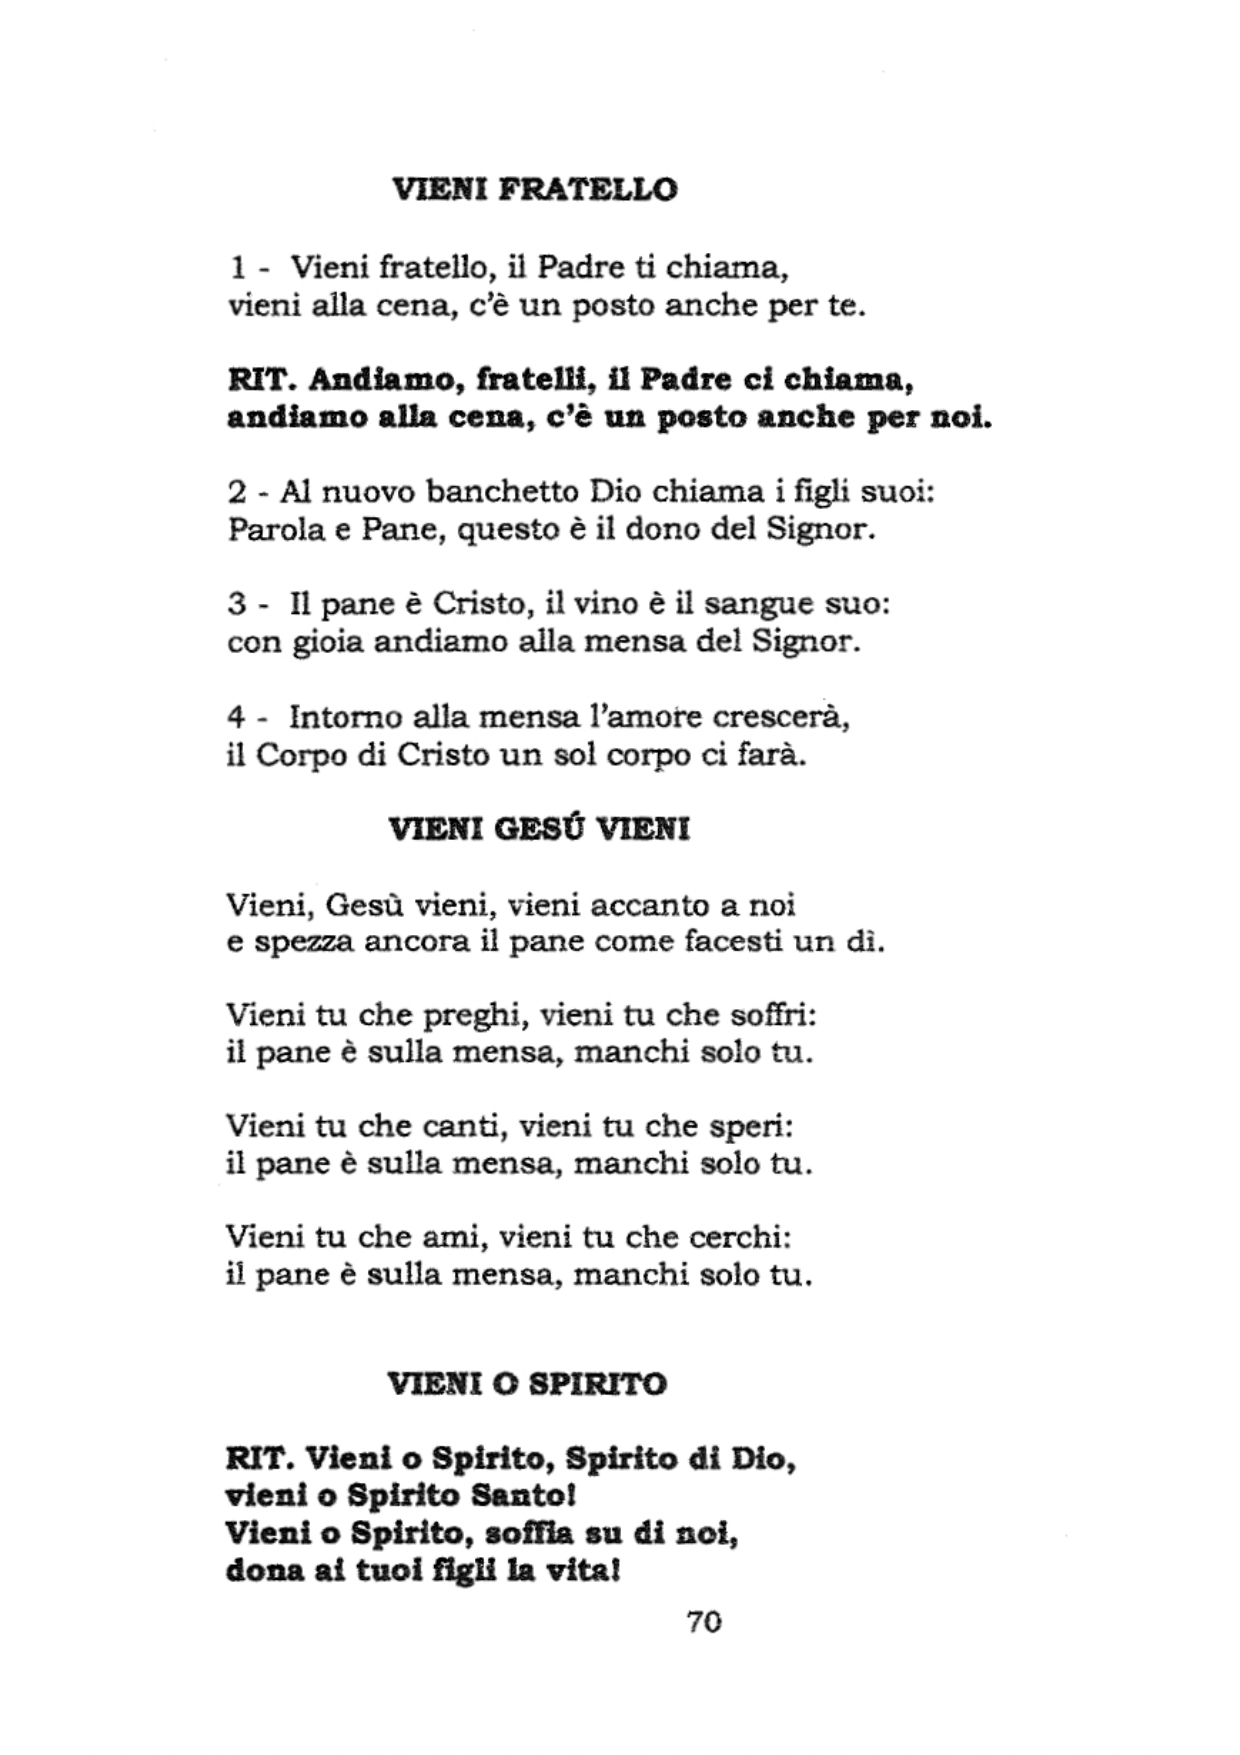 VIENI FRATELLO
1 - Vieni fratello, il Padre ti chiama,
vieni alla cena, c'è un posto anche per te.
RIT. Andiamo, fratelli, il Padre ci chiama,
andiamo alla cena, c'è un posto anche per noi.
2 - Al nuovo banchetto Dio chiama i figli suoi:
Parola e Pane, questo è il dono del Signor.
3 - Il pane è Cristo, il vino è il sangue suo:
con gioia andiamo alla mensa del Signor.
4 - Intorno alla mensa l'amore crescerà,
il Corpo di Cristo un sol corpo ci farà.
VIENI GESÚ VIENI
Vieni, Gesù vieni, vieni accanto a noi
e spezza ancora il pane come facesti un dì.
Vieni tu che preghi, vieni tu che soffri:
il pane è sulla mensa, manchi solo tu.
Vieni tu che canti, vieni tu che speri:
il pane è sulla mensa, manchi solo tu.
Vieni tu che ami, vieni tu che cerchi:
il pane è sulla mensa, manchi solo tu.
VIENI O SPIRITO
RIT. Vieni o Spirito, Spirito di Dio,
vieni o Spirito Santo!
Vieni o Spirito, soffia su di noi,
dona ai tuoi figli la vita!
70